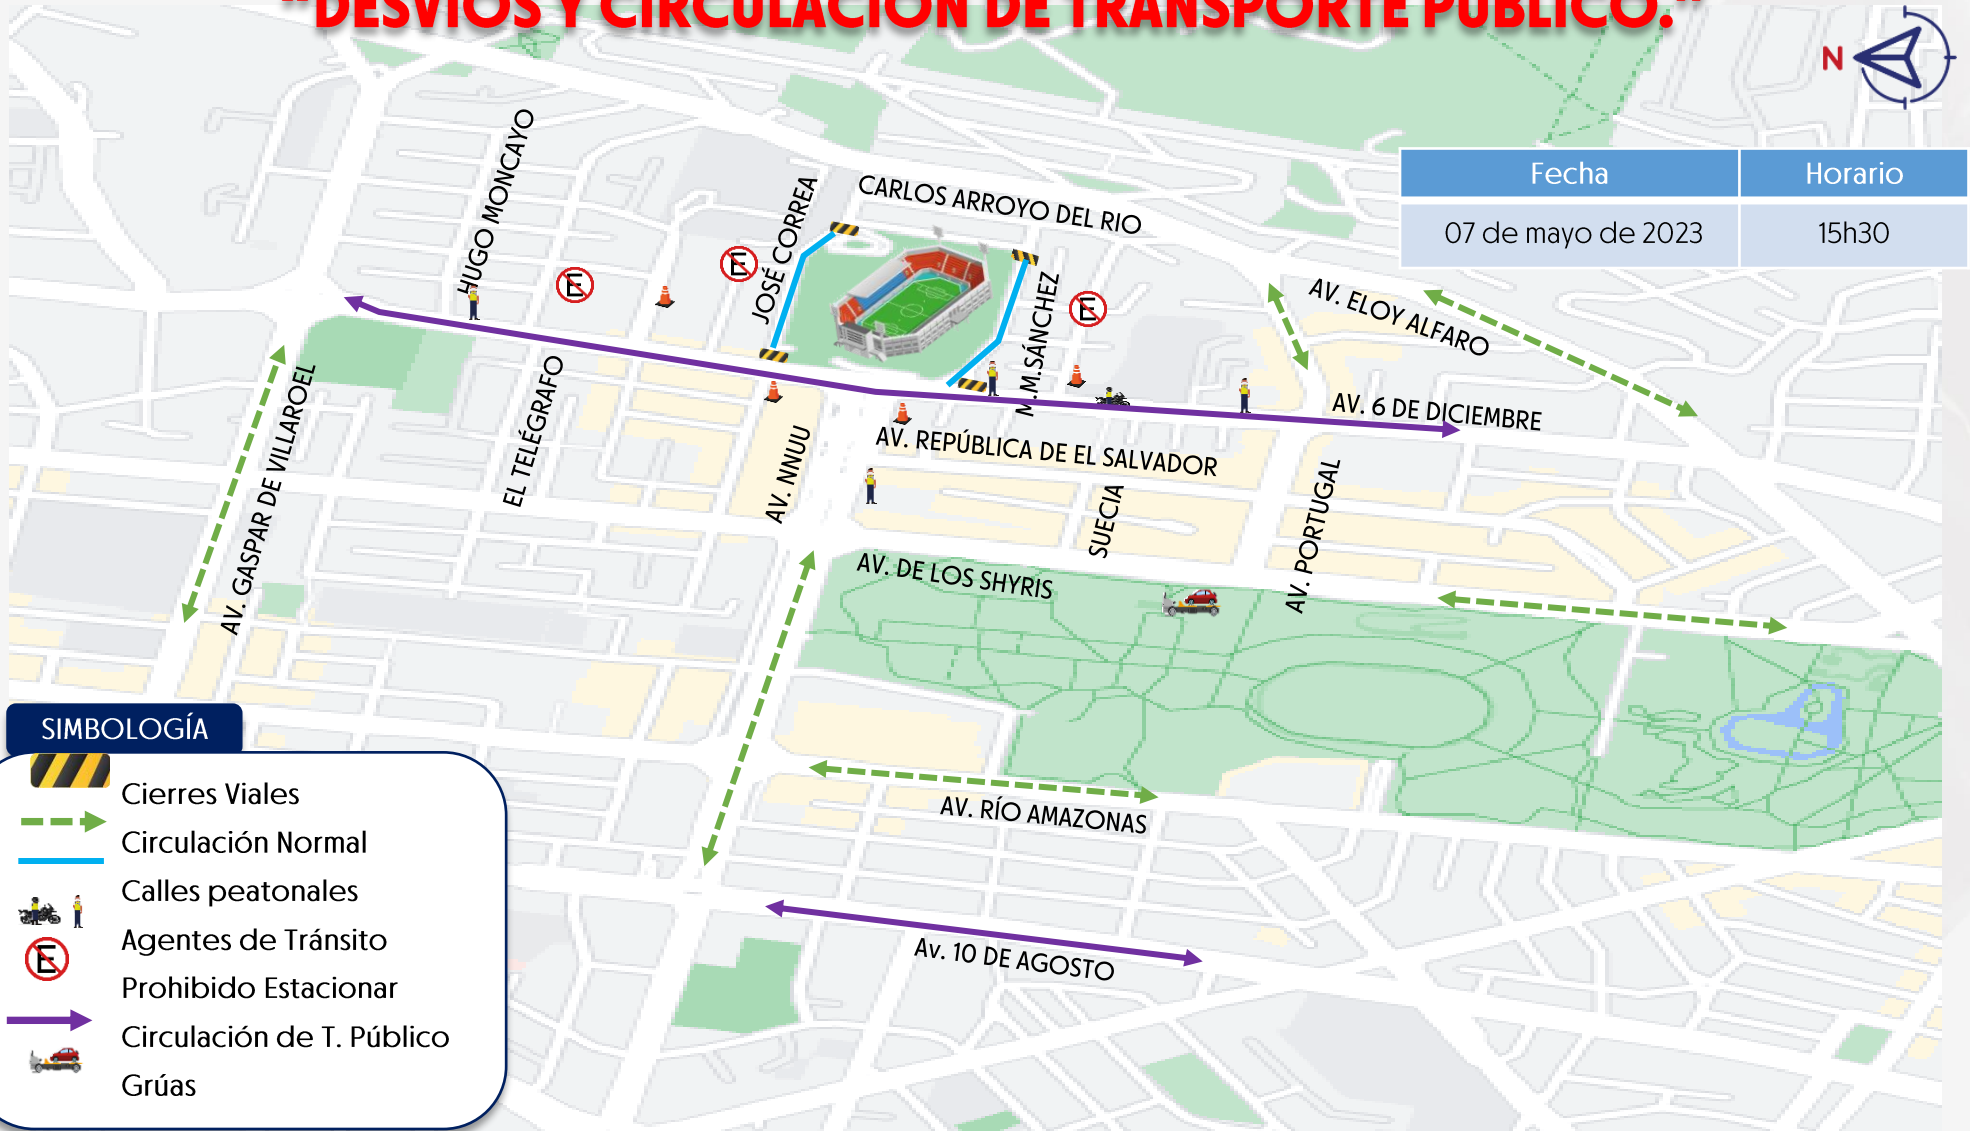 "DESVÍOS Y CIRCULACIÓN DE TRANSPORTE PÚBLICO."
N
Fecha
Horario
07 de mayo de 2023
15h30
HUGO MONCAYO
JOSÉ CORREA
CARLOS ARROYO DEL RIO
M.M.SÁNCHEZ
AV. ELOY ALFARO
AV. 6 DE DICIEMBRE
AV. GASPAR DE VILLAROEL
EL TELÉGRAFO
AV. NNUU
AV. REPÚBLICA DE EL SALVADOR
SUECIA
AV. PORTUGAL
AV. DE LOS SHYRIS
AV. RÍO AMAZONAS
Av. 10 DE AGOSTO
E
E
E
SIMBOLOGÍA
Cierres Viales
Circulación Normal
Calles peatonales
Agentes de Tránsito
E
Prohibido Estacionar
Circulación de T. Público
Grúas